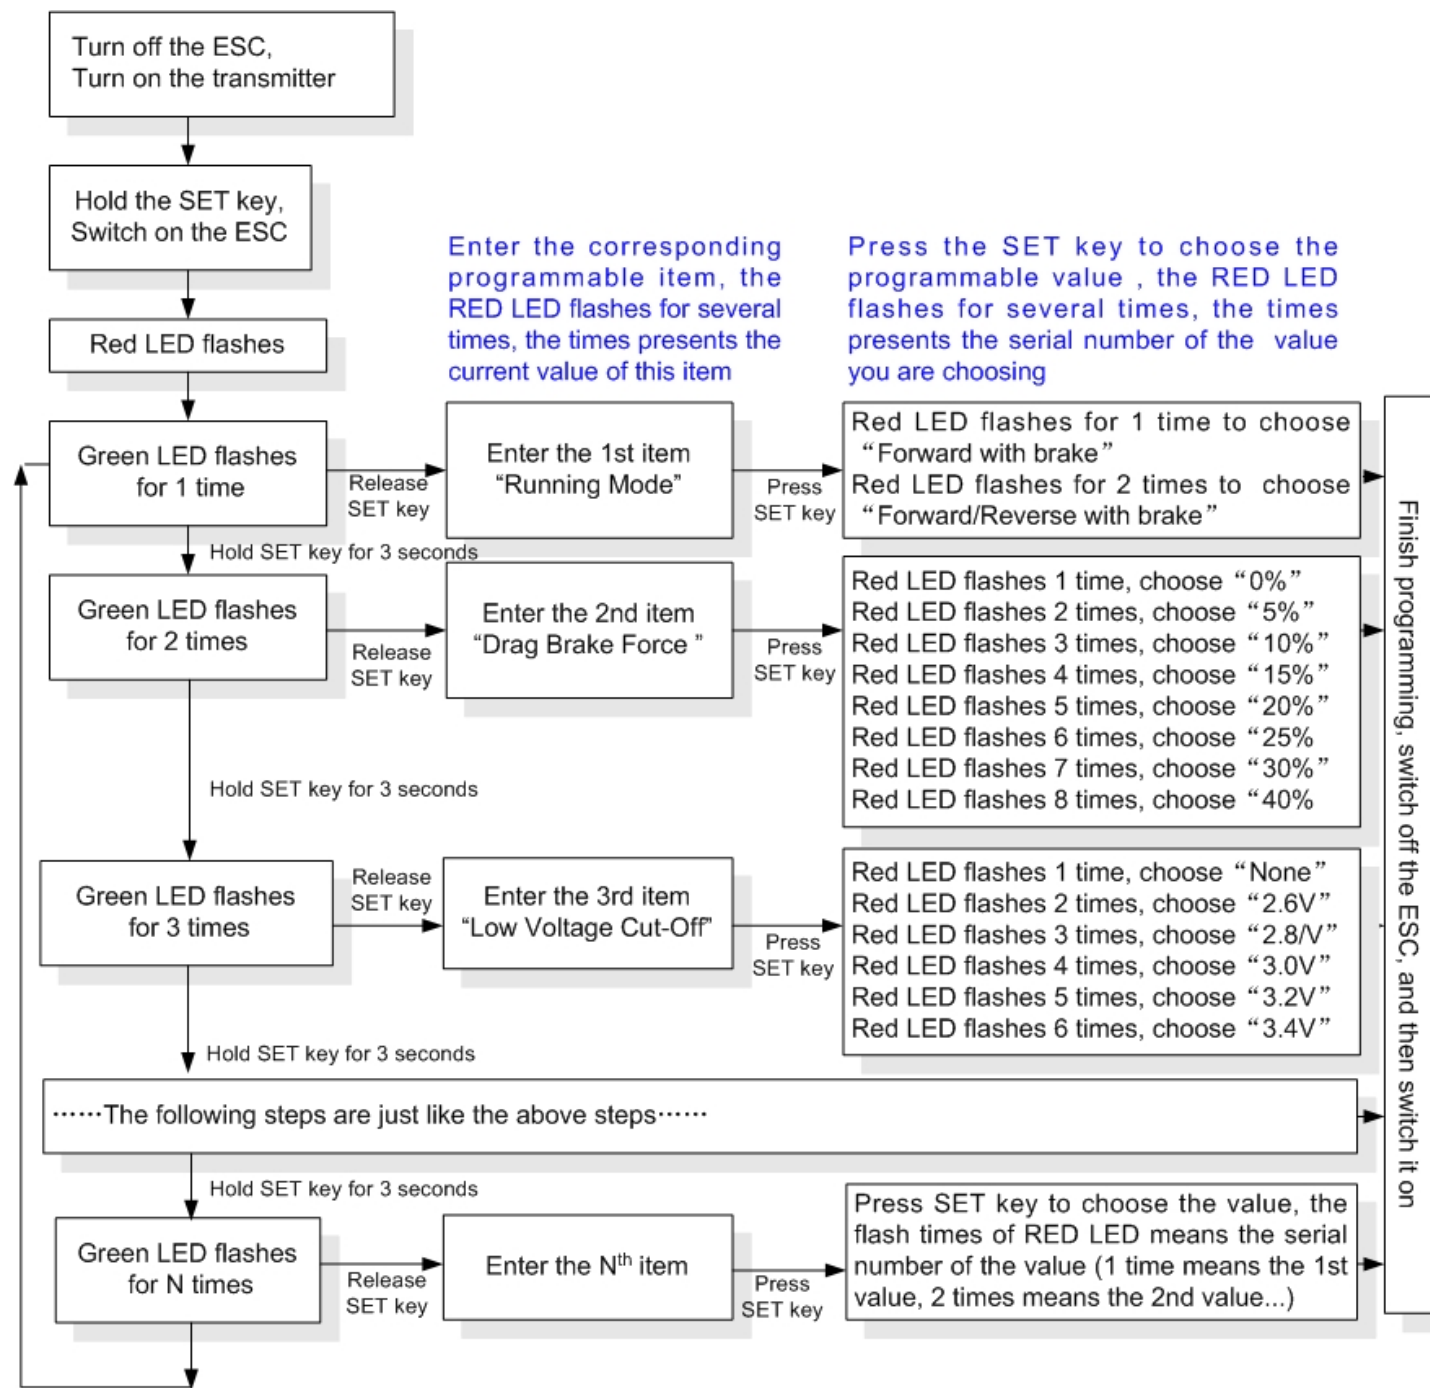 Turn off the ESC,
Turn on the transmitter
Hold the SET key,
Switch on the ESC
Red LED flashes
Enter the corresponding
programmable item, the
RED LED flashes for several
times, the times presents the
current value of this item
Press the SET key to choose the
programmable value , the RED LED
flashes for several times, the times
presents the serial number of the value
you are choosing
Green LED flashes
for 1 time
Release
SET key
Enter the 1st item
“Running Mode”
Press
SET key
Red LED flashes for 1 time to choose
“Forward with brake”
Red LED flashes for 2 times to choose
“Forward/Reverse with brake”
Hold SET key for 3 seconds
Green LED flashes
for 2 times
Release
SET key
Enter the 2nd item
“Drag Brake Force ”
Press
SET key
Red LED flashes 1 time, choose “0%”
Red LED flashes 2 times, choose “5%”
Red LED flashes 3 times, choose “10%”
Red LED flashes 4 times, choose “15%”
Red LED flashes 5 times, choose “20%”
Red LED flashes 6 times, choose “25%
Red LED flashes 7 times, choose “30%”
Red LED flashes 8 times, choose “40%
Hold SET key for 3 seconds
Green LED flashes
for 3 times
Release
SET key
Enter the 3rd item
“Low Voltage Cut-Off”
Press
SET key
Red LED flashes 1 time, choose “None”
Red LED flashes 2 times, choose “2.6V”
Red LED flashes 3 times, choose “2.8/V”
Red LED flashes 4 times, choose “3.0V”
Red LED flashes 5 times, choose “3.2V”
Red LED flashes 6 times, choose “3.4V”
Hold SET key for 3 seconds
······The following steps are just like the above steps······
Hold SET key for 3 seconds
Green LED flashes
for N times
Release
SET key
Enter the Nth item
Press
SET key
Press SET key to choose the value, the
flash times of RED LED means the serial
number of the value (1 time means the 1st
value, 2 times means the 2nd value...)
Finish programming, switch off the ESC, and then switch it on